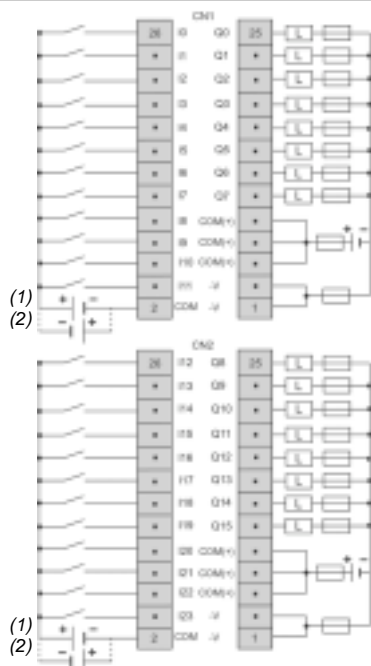 CN1
26 I0 Q0 25
I1 Q1
I2 Q2
I3 Q3
I4 Q4
I5 Q5
I6 Q6
I7 Q7
I8 COM(+)
I9 COM(+)
I10 COM(+)
I11 -V
2 COM -V 1
L
L
L
L
L
L
L
L
+ -
(1) + -
(2) - +
CN2
26 I12 Q8 25
I13 Q9
I14 Q10
I15 Q11
I16 Q12
I17 Q13
I18 Q14
I19 Q15
I20 COM(+)
I21 COM(+)
I22 COM(+)
I23 -V
2 COM -V 1
L
L
L
L
L
L
L
L
+ -
(1) + -
(2) - +